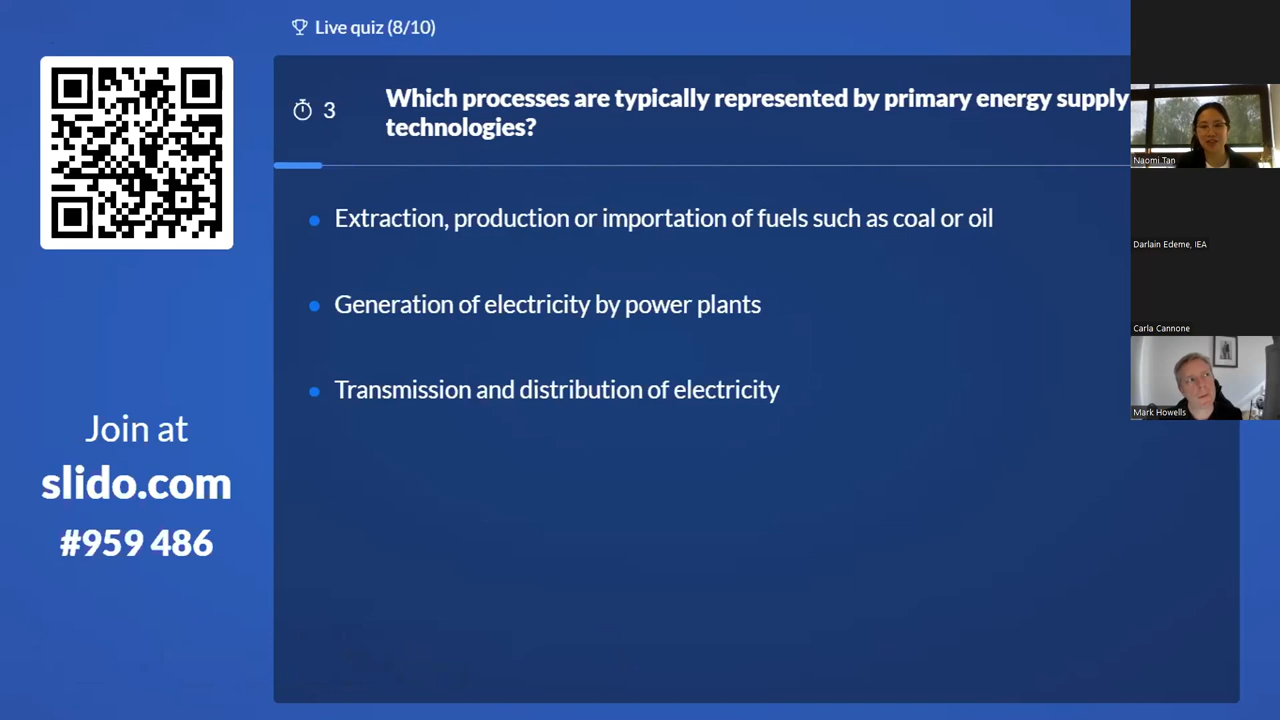 Live quiz (8/10)
3
Which processes are typically represented by primary energy supply
technologies?
Extraction, production or importation of fuels such as coal or oil
Generation of electricity by power plants
Transmission and distribution of electricity
Join at
slido.com
#959 486
Naomi Tan
Darlain Edeme, IEA
Carla Cannone
Mark Howells